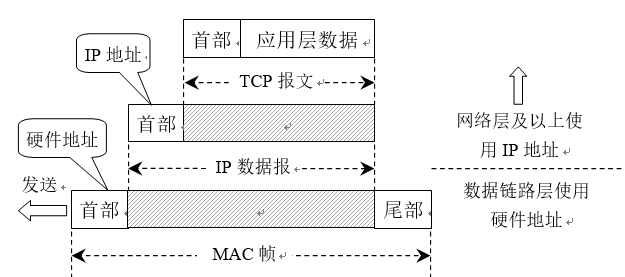 首部 应用层数据
IP 地址
TCP 报文
首部
网络层及以上使
用 IP 地址
硬件地址
IP 数据报
发送
数据链路层使用
硬件地址
首部 尾部
MAC 帧